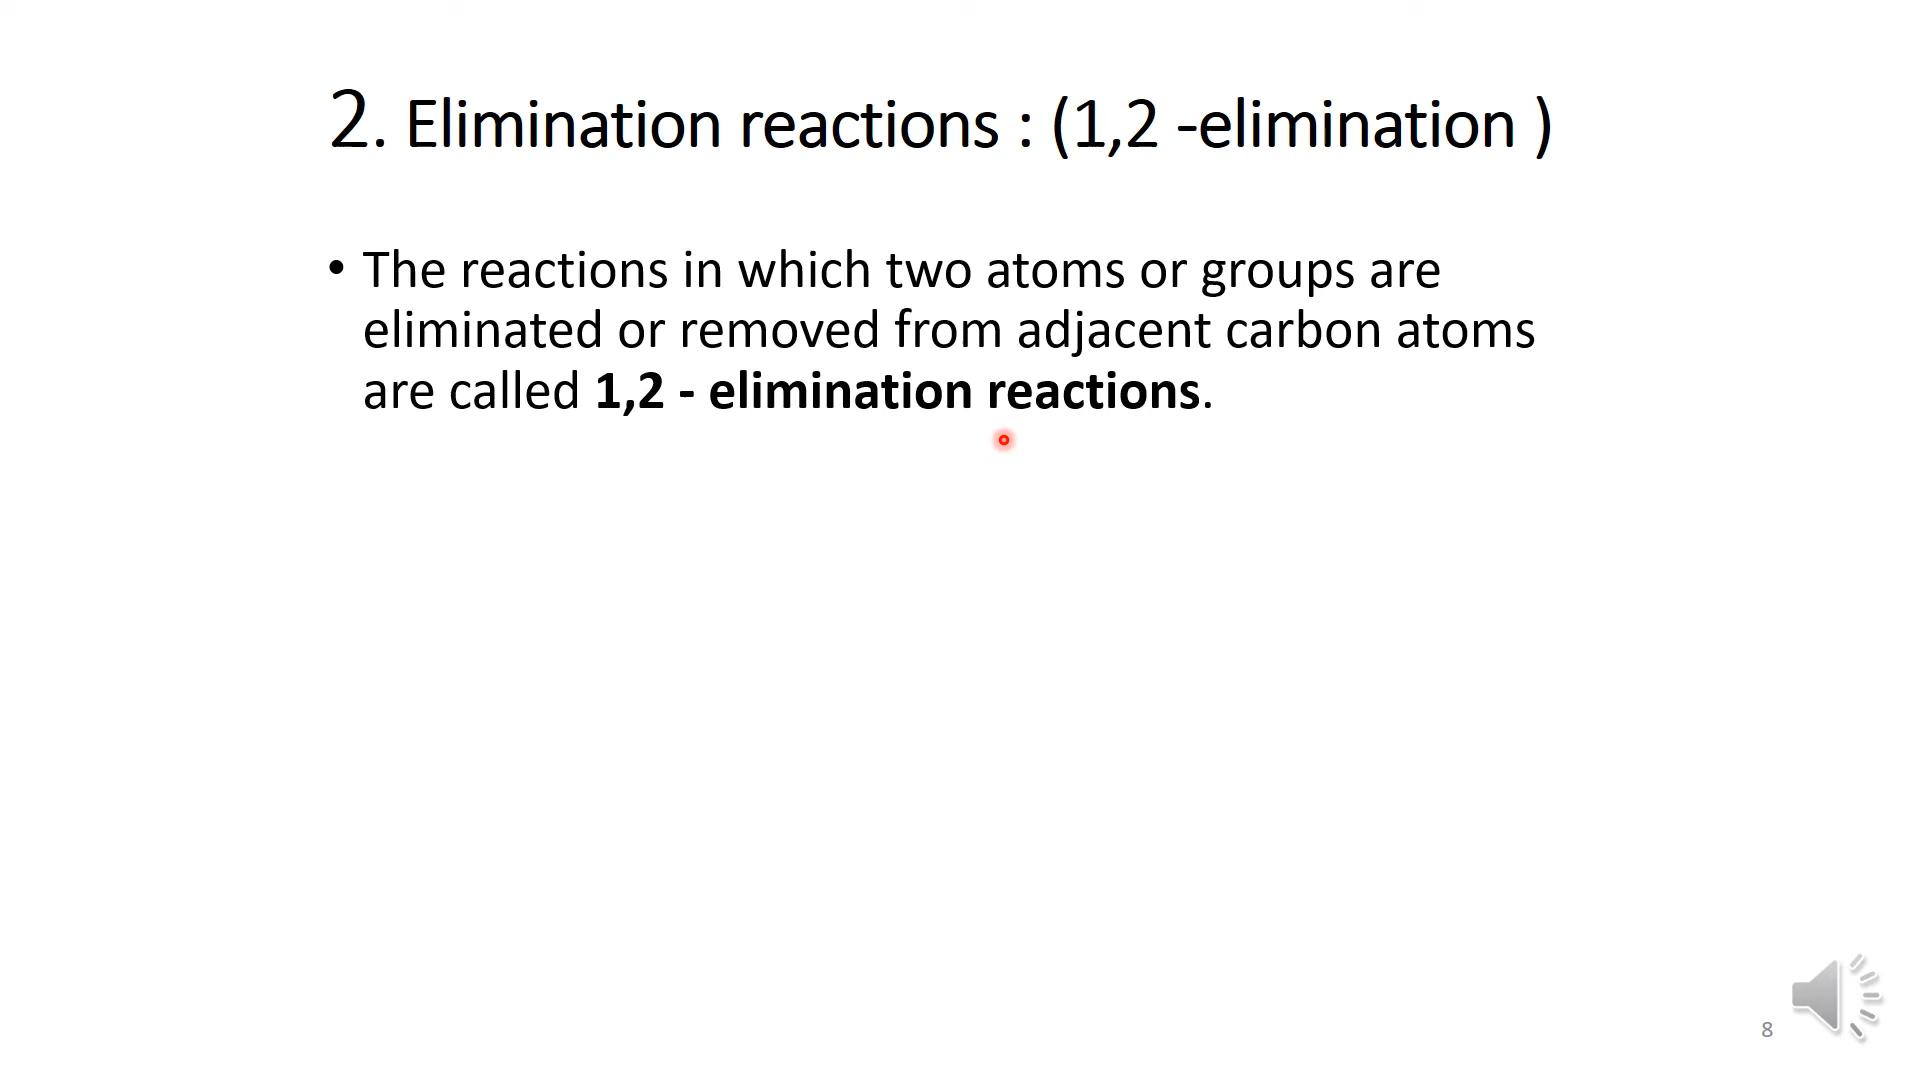 2. Elimination reactions : (1,2 -elimination )
• The reactions in which two atoms or groups are
eliminated or removed from adjacent carbon atoms
are called 1,2 - elimination reactions.
8